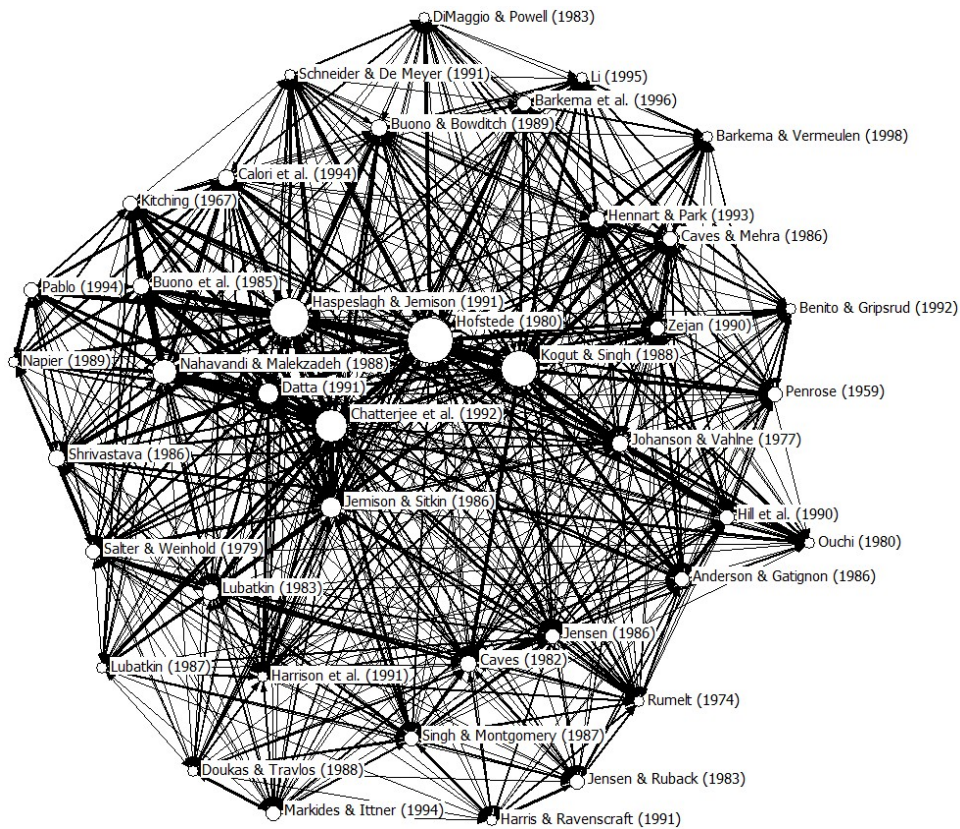 DiMaggio & Powell (1983)
Schneider & De Meyer (1991)
Li (1995)
Barkema et al. (1996)
Buono & Bowditch (1989)
Barkema & Vermeulen (1998)
Calori et al. (1994)
Kitching (1967)
Hennart & Park (1993)
Caves & Mehra (1986)
Pablo (1994)
Buono et al. (1985)
Haspeslagh & Jemison (1991)
Benito & Gripsrud (1992)
Hofstede (1980)
Zejan (1990)
Napier (1989)
Nahavandi & Malekzadeh (1988)
Kogut & Singh (1988)
Datta (1991)
Penrose (1959)
Chatterjee et al. (1992)
Johanson & Vahlne (1977)
Shrivastava (1986)
Jemison & Sitkin (1986)
Hill et al. (1990)
Ouchi (1980)
Salter & Weinhold (1979)
Anderson & Gatignon (1986)
Lubatkin (1983)
Jensen (1986)
Caves (1982)
Lubatkin (1987)
Harrison et al. (1991)
Rumelt (1974)
Singh & Montgomery (1987)
Doukas & Travlos (1988)
Jensen & Ruback (1983)
Markides & Ittner (1994)
Harris & Ravenscraft (1991)